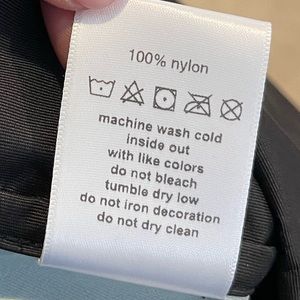 100% nylon
machine wash cold
inside out
with like colors
do not bleach
tumble dry low
do not iron decoration
do not dry clean